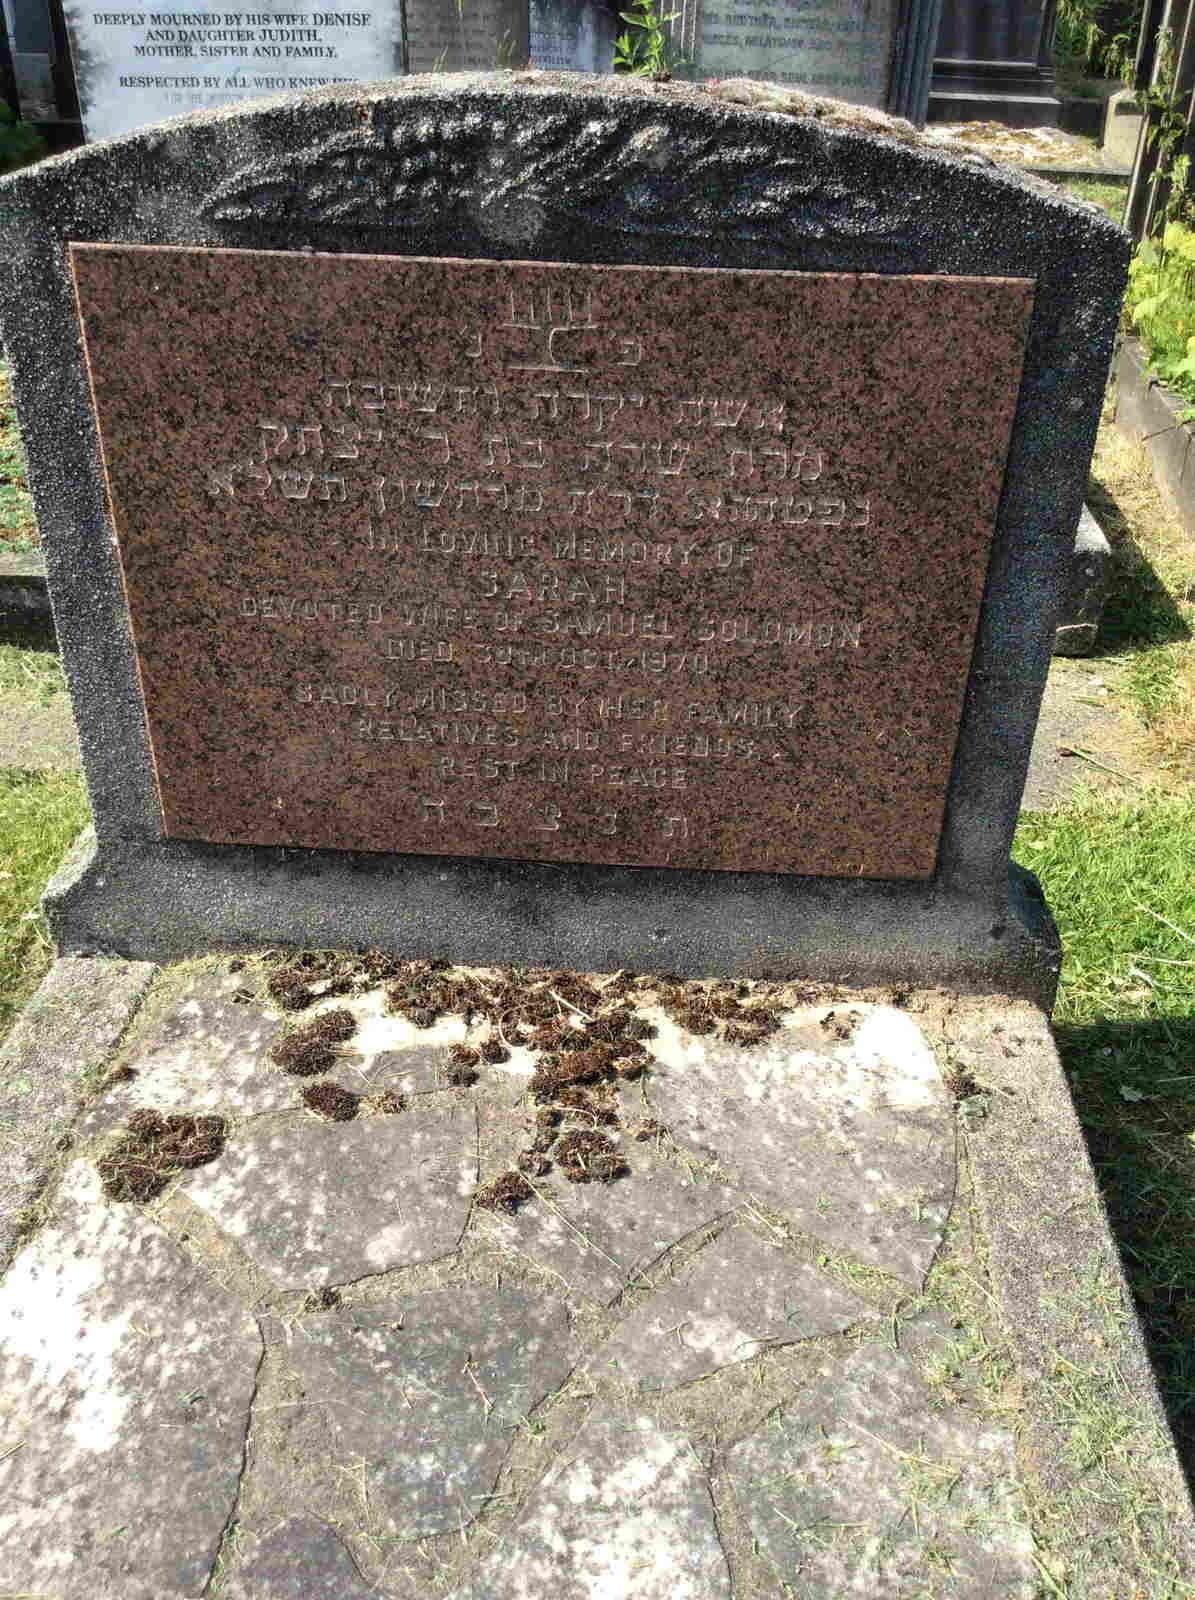 DEEPLY MOURNED BY HIS WIFE DENISE
AND DAUGHTER JUDITH,
MOTHER, SISTER AND FAMILY.
RESPECTED BY ALL WHO KNEW HIM
פ נ
אשה יקרה וחשובה
מרת שרה בת ר יצחק
מרחשון תשל"א
IN LOVING MEMORY OF
SARAH
DEVOTED WIFE OF SAMUEL SOLOMON
DIED 30TH OCT. 1970
SADLY MISSED BY HER FAMILY
RELATIVES AND FRIENDS.
REST IN PEACE
ת נ צ ב ה